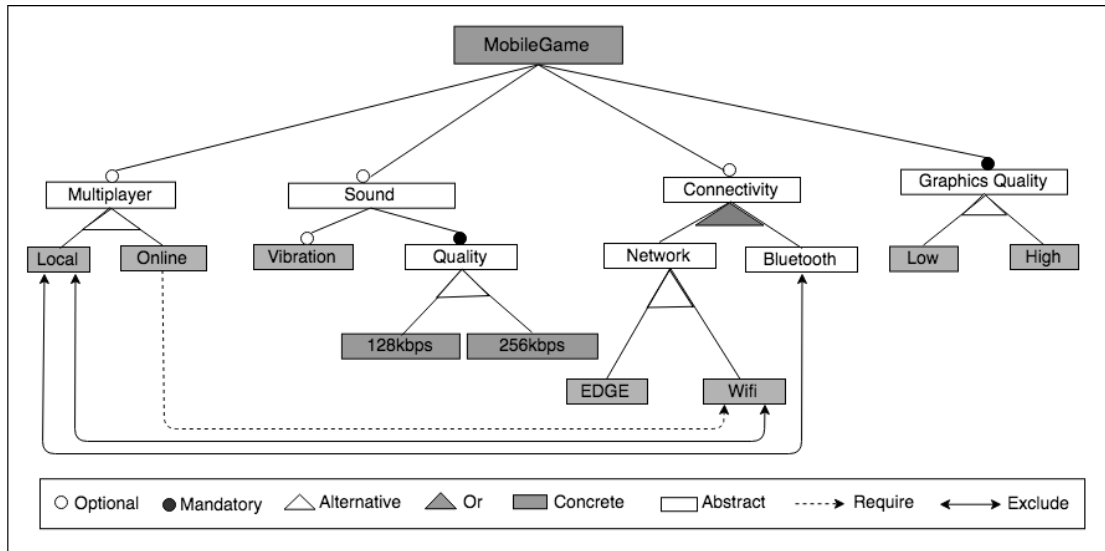 MobileGame
Multiplayer
Sound
Connectivity
Graphics Quality
Local
Online
Vibration
Quality
Network
Bluetooth
Low
High
128kbps
256kbps
EDGE
Wifi
Optional
Mandatory
Alternative
Or
Concrete
Abstract
Require
Exclude